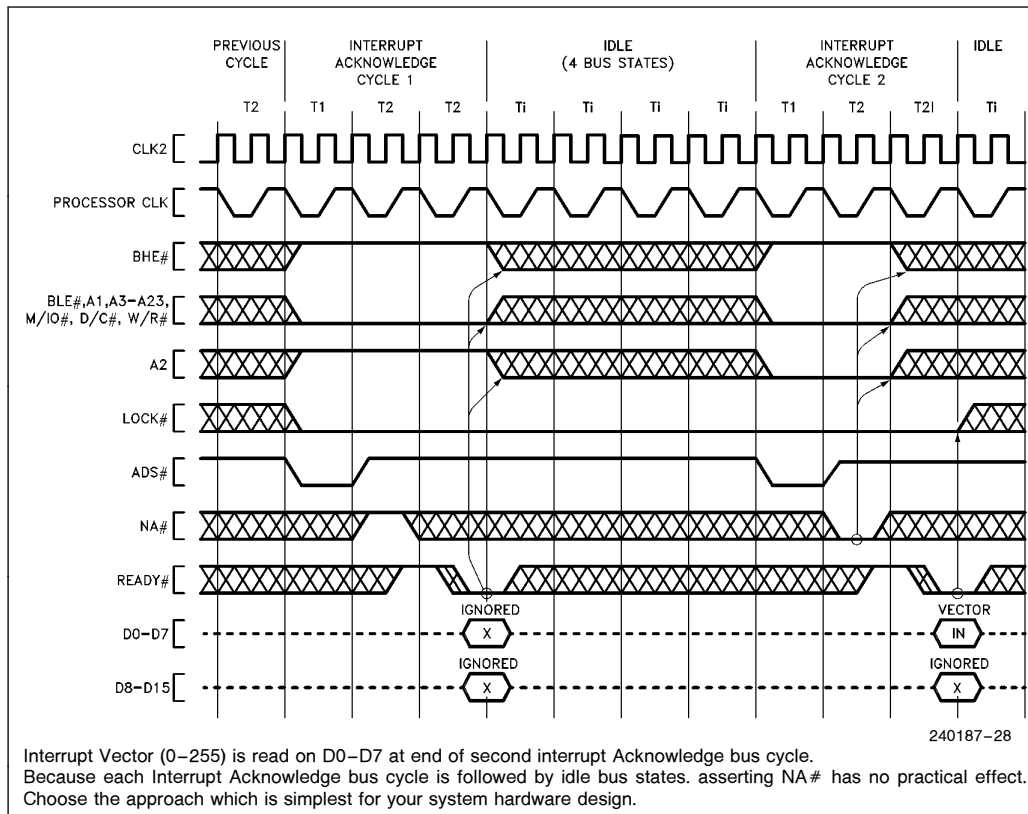 PREVIOUS CYCLE
INTERRUPT ACKNOWLEDGE CYCLE 1
IDLE (4 BUS STATES)
INTERRUPT ACKNOWLEDGE CYCLE 2
IDLE
T2 T1 T2 T2 Ti Ti Ti Ti T1 T2 T2I Ti
CLK2
PROCESSOR CLK
BHE#
BLE#,A1,A3–A23,
M/IO#, D/C#, W/R#
A2
LOCK#
ADS#
NA#
READY#
IGNORED VECTOR
D0–D7 X IN
IGNORED IGNORED
D8–D15 X X
240187–28
Interrupt Vector (0–255) is read on D0–D7 at end of second interrupt Acknowledge bus cycle.
Because each Interrupt Acknowledge bus cycle is followed by idle bus states. asserting NA# has no practical effect.
Choose the approach which is simplest for your system hardware design.